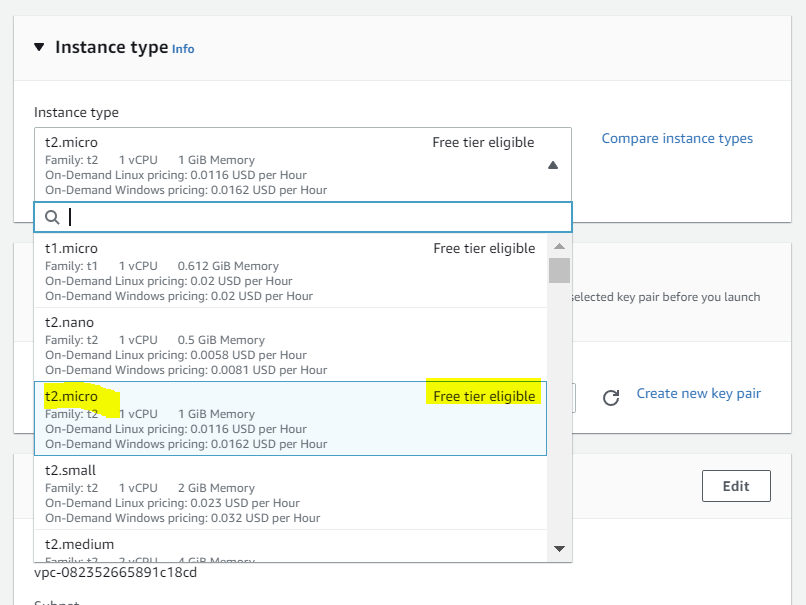 Instance type Info
Instance type
t2.micro Free tier eligible
Family: t2 1 vCPU 1 GiB Memory
On-Demand Linux pricing: 0.0116 USD per Hour
On-Demand Windows pricing: 0.0162 USD per Hour
Compare instance types
t1.micro Free tier eligible
Family: t1 1 vCPU 0.612 GiB Memory
On-Demand Linux pricing: 0.02 USD per Hour
On-Demand Windows pricing: 0.02 USD per Hour
selected key pair before you launch
t2.nano
Family: t2 1 vCPU 0.5 GiB Memory
On-Demand Linux pricing: 0.0058 USD per Hour
On-Demand Windows pricing: 0.0081 USD per Hour
t2.micro Free tier eligible
Family: t2 1 vCPU 1 GiB Memory
On-Demand Linux pricing: 0.0116 USD per Hour
On-Demand Windows pricing: 0.0162 USD per Hour
Create new key pair
t2.small
Family: t2 1 vCPU 2 GiB Memory
On-Demand Linux pricing: 0.023 USD per Hour
On-Demand Windows pricing: 0.032 USD per Hour
Edit
t2.medium
Family: t2 2 vCPU 4 GiB Memory
vpc-082352665891c18cd
Subnet